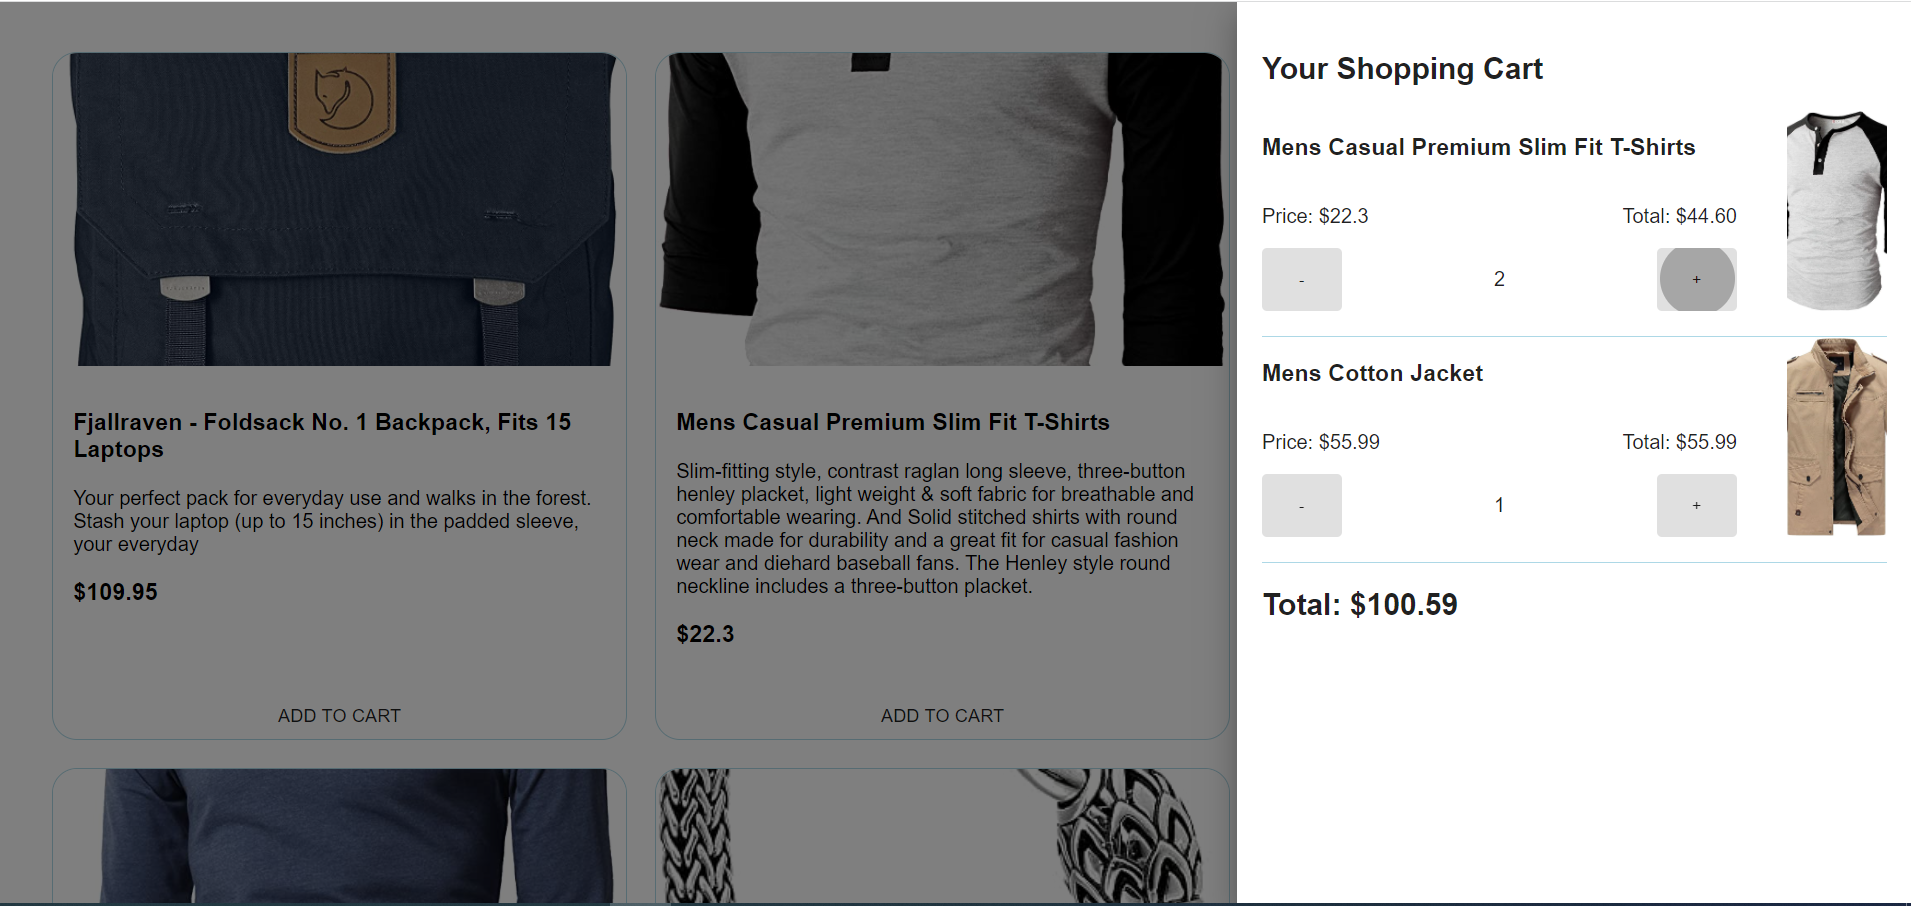 Fjallraven - Foldsack No. 1 Backpack, Fits 15
Laptops
Your perfect pack for everyday use and walks in the forest.
Stash your laptop (up to 15 inches) in the padded sleeve,
your everyday
$109.95
ADD TO CART
Mens Casual Premium Slim Fit T-Shirts
Slim-fitting style, contrast raglan long sleeve, three-button
henley placket, light weight & soft fabric for breathable and
comfortable wearing. And Solid stitched shirts with round
neck made for durability and a great fit for casual fashion
wear and diehard baseball fans. The Henley style round
neckline includes a three-button placket.
$22.3
ADD TO CART
Your Shopping Cart
Mens Casual Premium Slim Fit T-Shirts
Price: $22.3 Total: $44.60
- 2 +
Mens Cotton Jacket
Price: $55.99 Total: $55.99
- 1 +
Total: $100.59